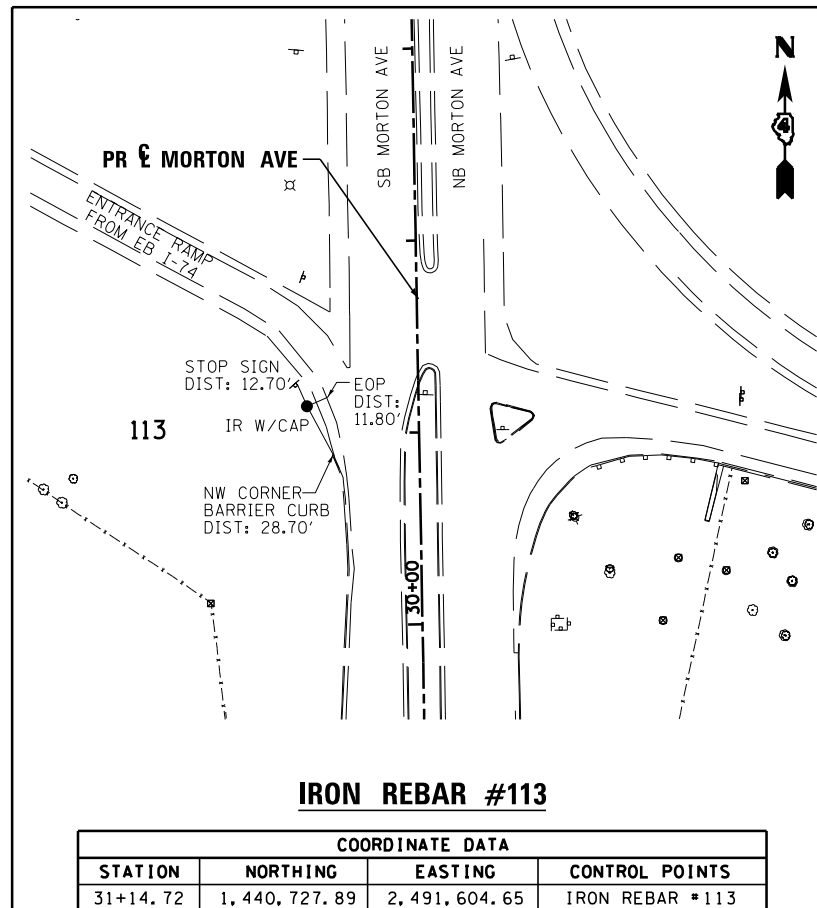 N
4
SB MORTON AVE
NB MORTON AVE
PR ℄ MORTON AVE
ENTRANCE RAMP
FROM EB I-74
STOP SIGN
DIST: 12.70'
EOP
DIST:
11.80'
113
IR W/CAP
NW CORNER
BARRIER CURB
DIST: 28.70'
30+00
IRON REBAR #113
COORDINATE DATA
STATION NORTHING EASTING CONTROL POINTS
31+14.72 1,440,727.89 2,491,604.65 IRON REBAR #113